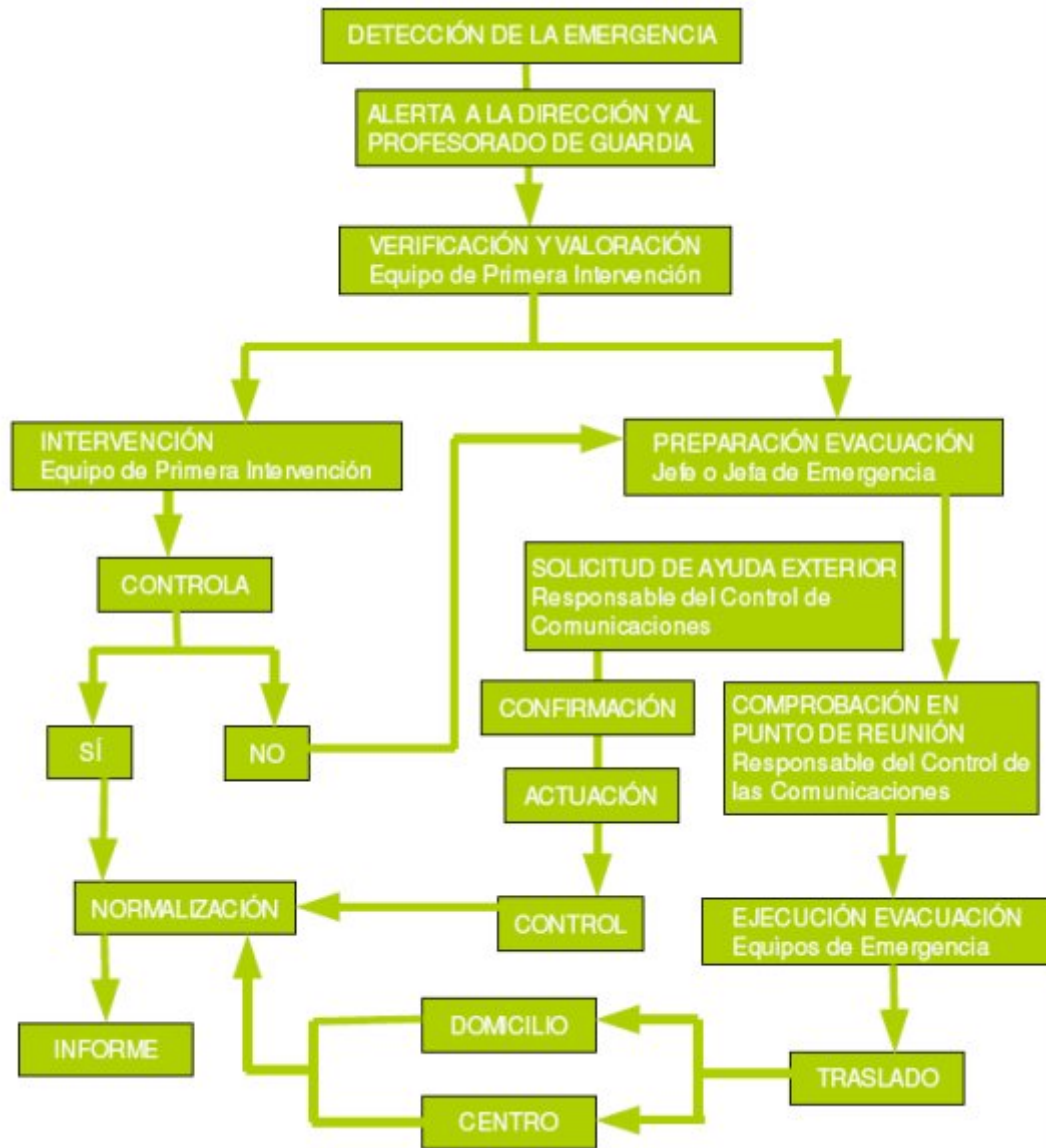 DETECCIÓN DE LA EMERGENCIA
ALERTA A LA DIRECCIÓN Y AL
PROFESORADO DE GUARDIA
VERIFICACIÓN Y VALORACIÓN
Equipo de Primera Intervención
INTERVENCIÓN
Equipo de Primera Intervención
PREPARACIÓN EVACUACIÓN
Jefe o Jefa de Emergencia
CONTROLA
SOLICITUD DE AYUDA EXTERIOR
Responsable del Control de
Comunicaciones
SÍ
NO
CONFIRMACIÓN
COMPROBACIÓN EN
PUNTO DE REUNIÓN
Responsable del Control de
las Comunicaciones
ACTUACIÓN
NORMALIZACIÓN
CONTROL
EJECUCIÓN EVACUACIÓN
Equipos de Emergencia
INFORME
DOMICILIO
TRASLADO
CENTRO